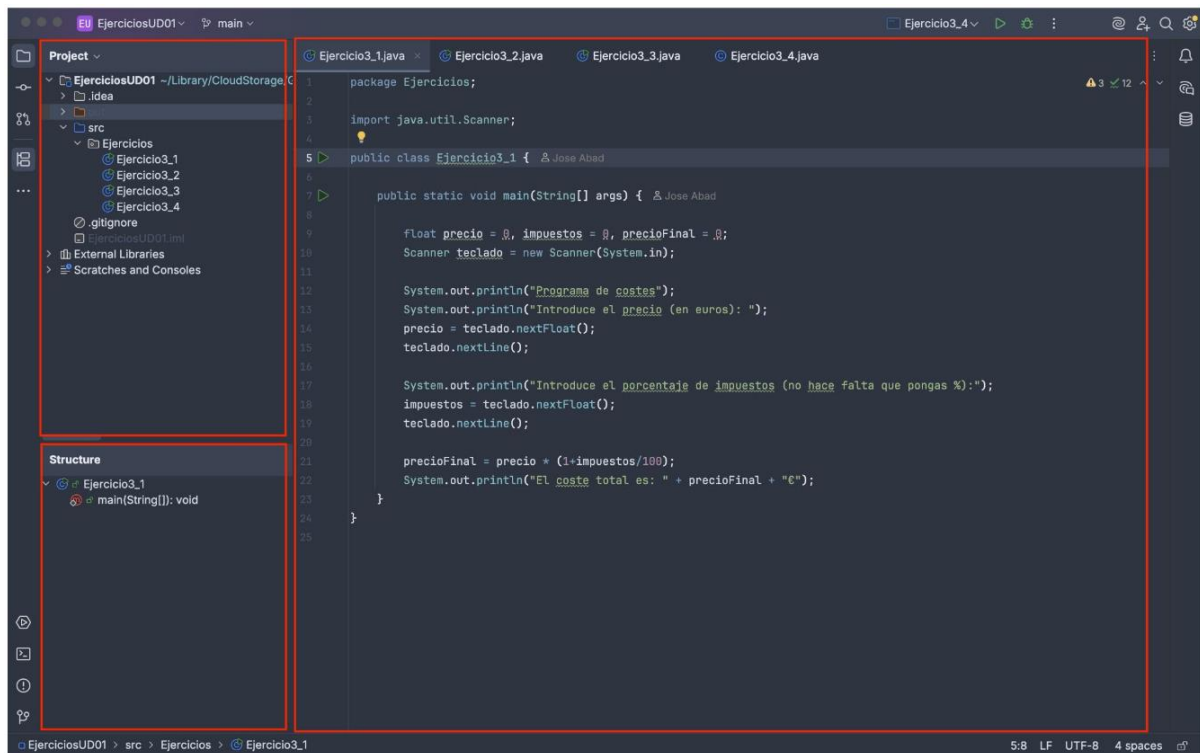 EU EjerciciosUD01 main Ejercicio3_4
Project
EjerciciosUD01 ~/Library/CloudStorage/
.idea
src
Ejercicios
Ejercicio3_1
Ejercicio3_2
Ejercicio3_3
Ejercicio3_4
.gitignore
EjerciciosUD01.iml
External Libraries
Scratches and Consoles
Structure
Ejercicio3_1
main(String[]): void
Ejercicio3_1.java Ejercicio3_2.java Ejercicio3_3.java Ejercicio3_4.java
1 package Ejercicios; 3 12
2
3 import java.util.Scanner;
4
5 public class Ejercicio3_1 { Jose Abad
6
7 public static void main(String[] args) { Jose Abad
8
9 float precio = 0, impuestos = 0, precioFinal = 0;
10 Scanner teclado = new Scanner(System.in);
11
12 System.out.println("Programa de costes");
13 System.out.println("Introduce el precio (en euros): ");
14 precio = teclado.nextFloat();
15 teclado.nextLine();
16
17 System.out.println("Introduce el porcentaje de impuestos (no hace falta que pongas %):");
18 impuestos = teclado.nextFloat();
19 teclado.nextLine();
20
21 precioFinal = precio * (1+impuestos/100);
22 System.out.println("El coste total es: " + precioFinal + "€");
23 }
24 }
25
EjerciciosUD01 > src > Ejercicios > Ejercicio3_1 5:8 LF UTF-8 4 spaces